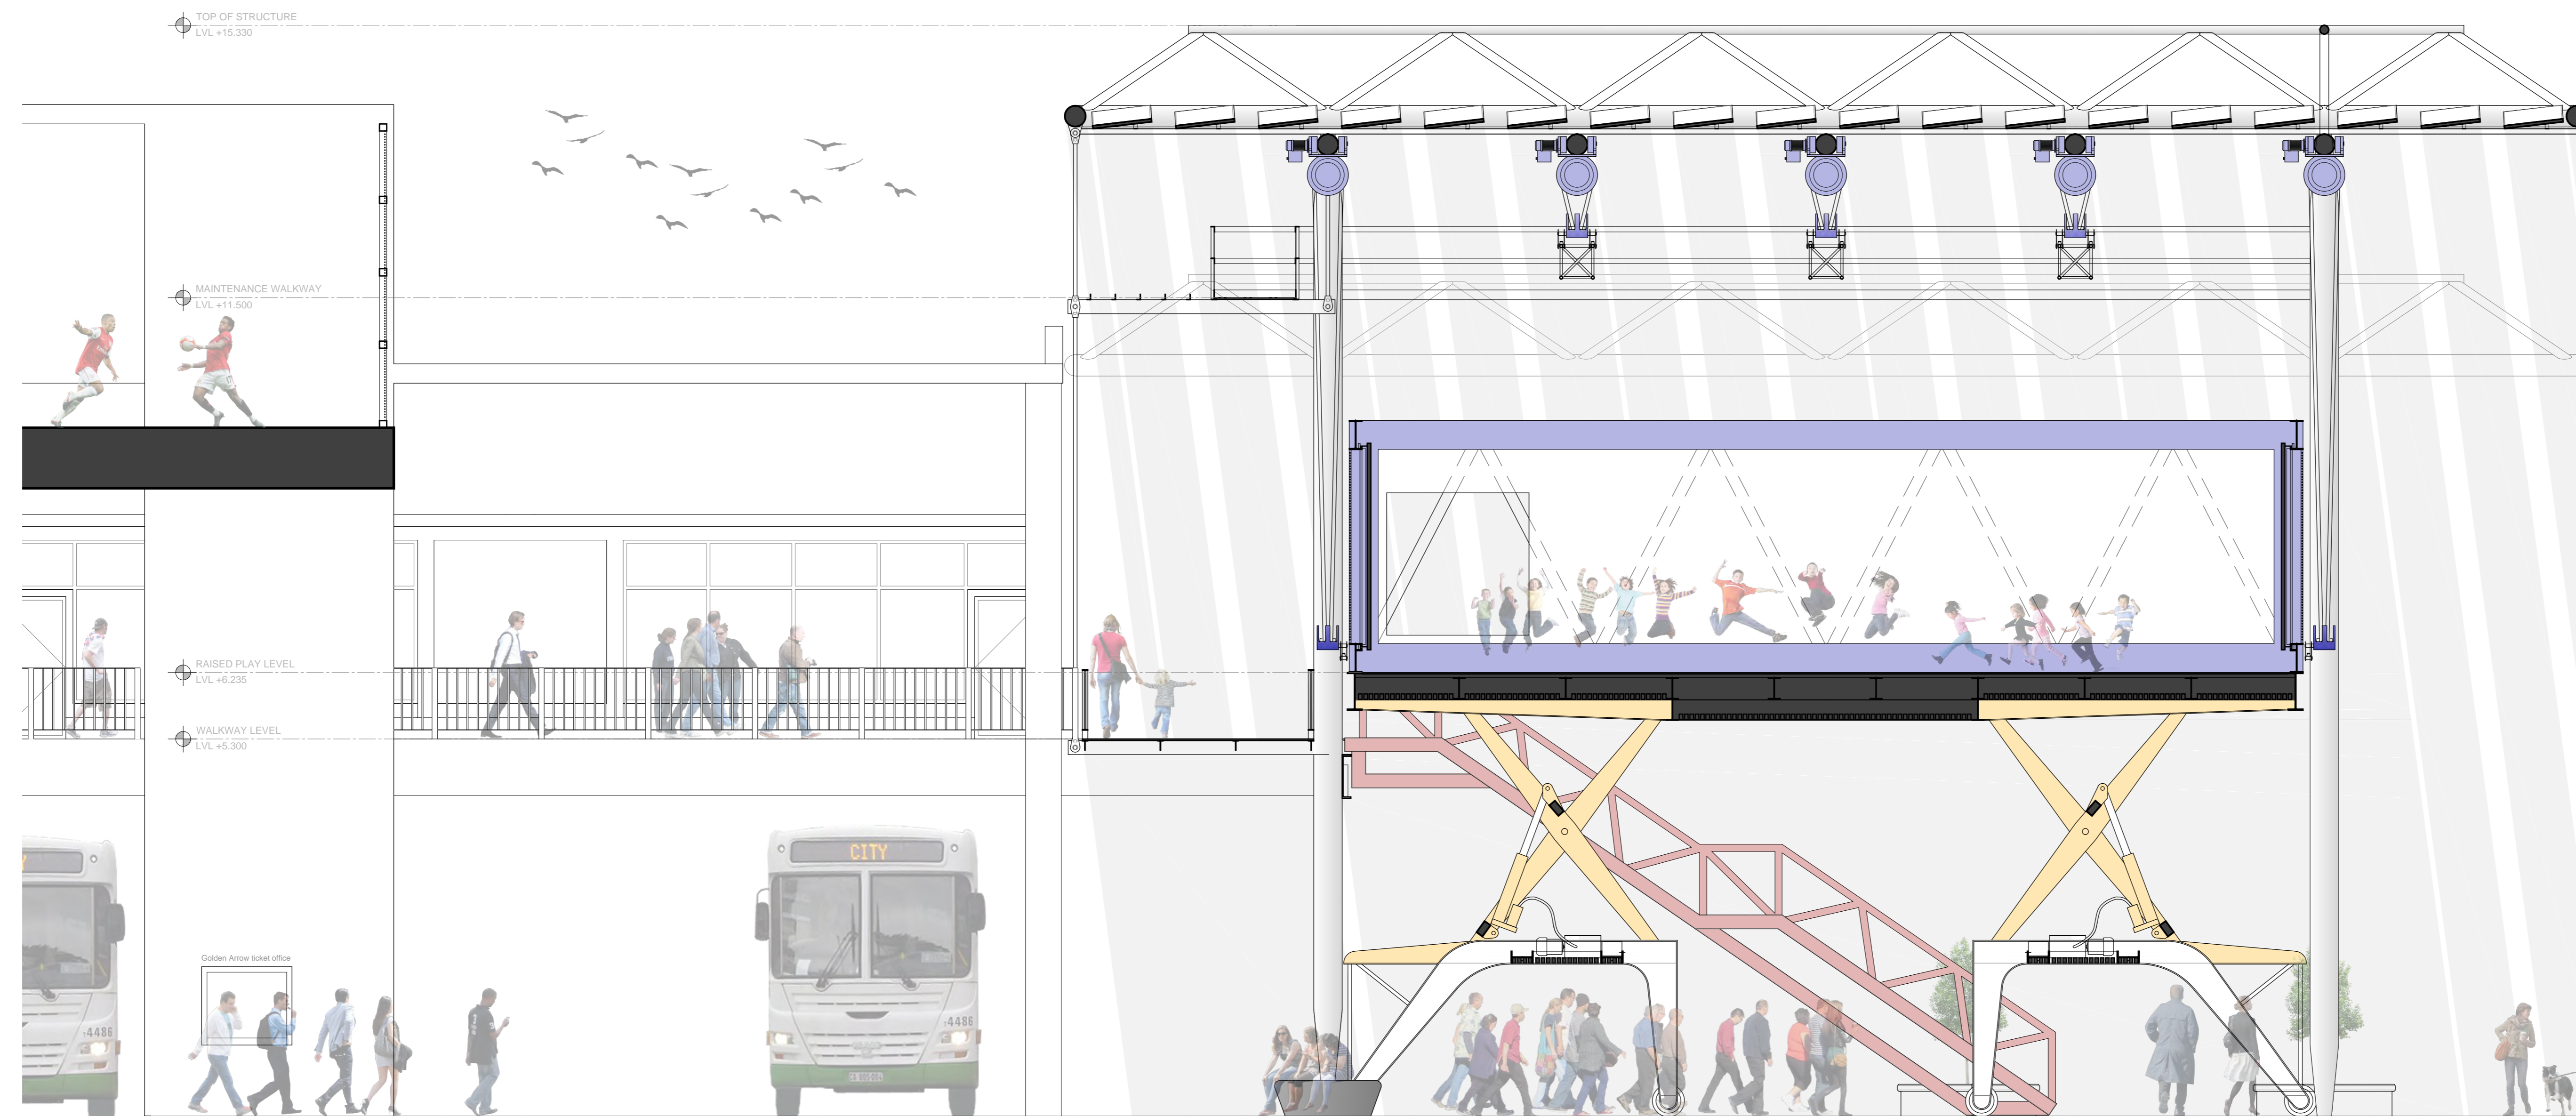 TOP OF STRUCTURE
LVL +15.330
MAINTENANCE WALKWAY
LVL +11.500
RAISED PLAY LEVEL
LVL +6.235
WALKWAY LEVEL
LVL +5.300
CITY
Golden Arrow ticket office
4486
4486